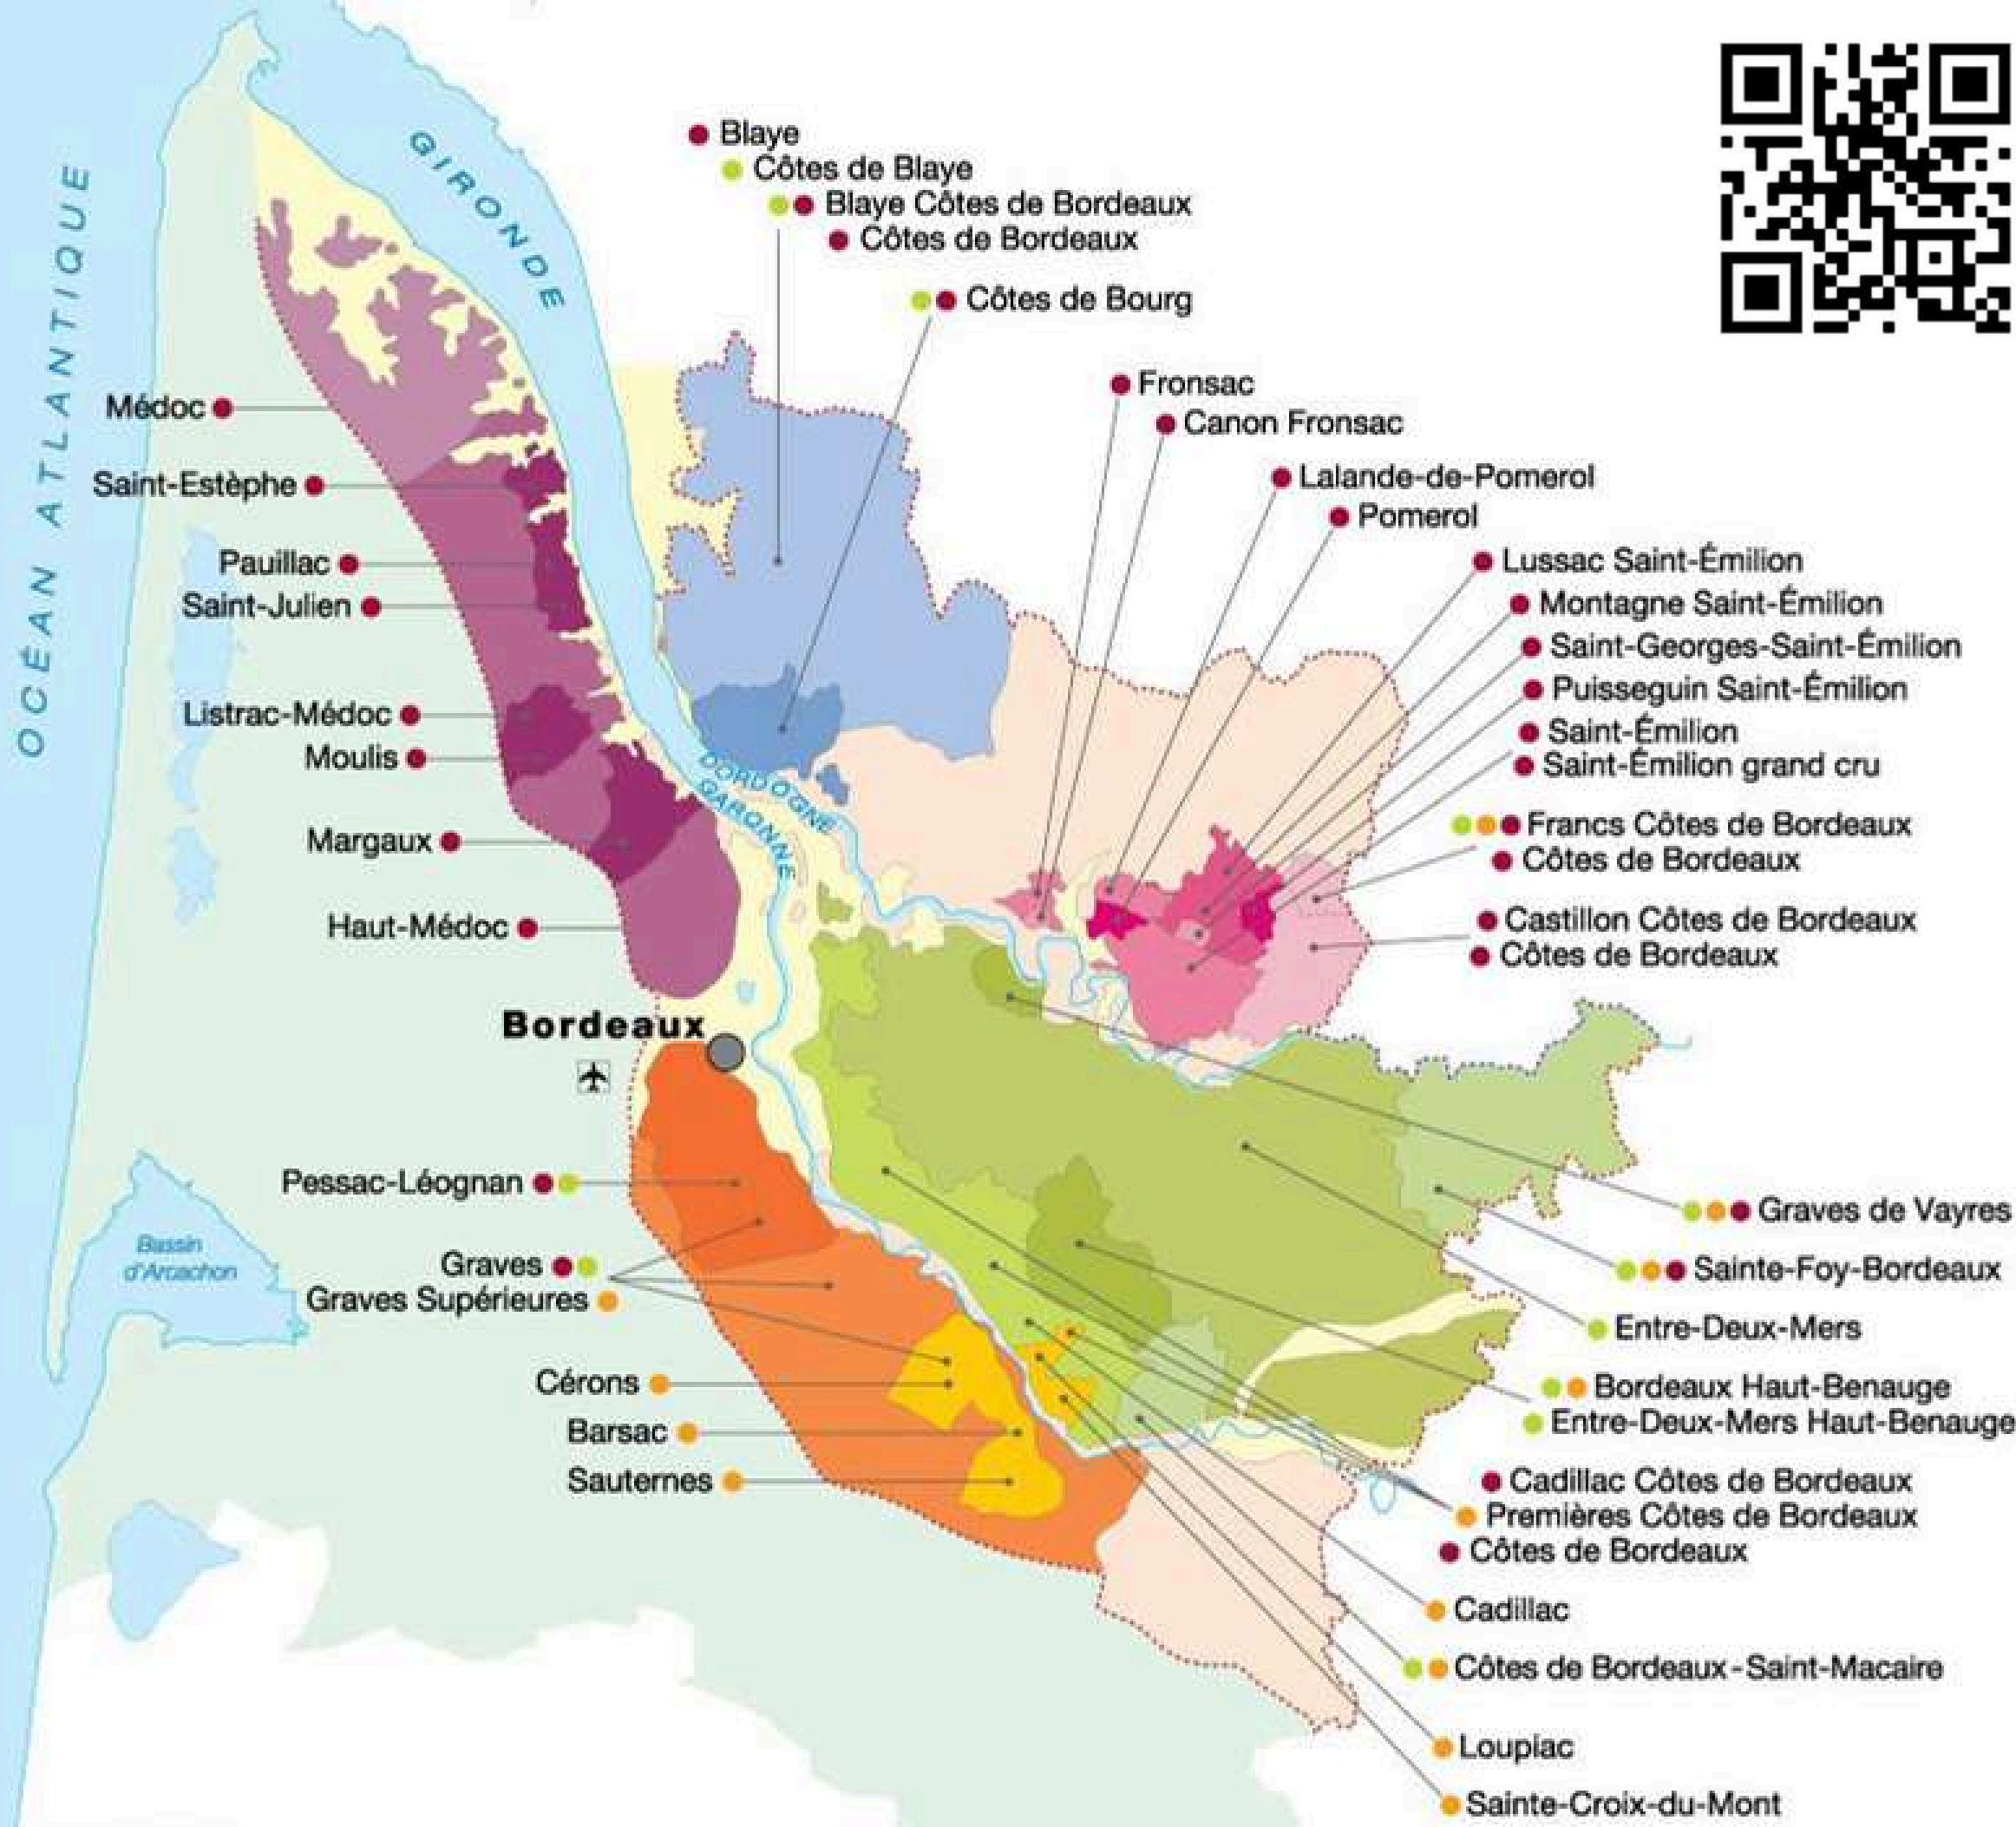 OCÉAN ATLANTIQUE
GIRONDE
Blaye
Côtes de Blaye
Blaye Côtes de Bordeaux
Côtes de Bordeaux
Côtes de Bourg
Fronsac
Canon Fronsac
Lalande-de-Pomerol
Pomerol
Lussac Saint-Émilion
Montagne Saint-Émilion
Saint-Georges-Saint-Émilion
Puisseguin Saint-Émilion
Saint-Émilion
Saint-Émilion grand cru
Francs Côtes de Bordeaux
Côtes de Bordeaux
Castillon Côtes de Bordeaux
Côtes de Bordeaux
Médoc
Saint-Estèphe
Pauillac
Saint-Julien
Listrac-Médoc
Moulis
Margaux
Haut-Médoc
DORDOGNE
GARONNE
Bordeaux
Pessac-Léognan
Graves
Graves Supérieures
Cérons
Barsac
Sauternes
Bassin
d'Arcachon
Graves de Vayres
Sainte-Foy-Bordeaux
Entre-Deux-Mers
Bordeaux Haut-Benauge
Entre-Deux-Mers Haut-Benauge
Cadillac Côtes de Bordeaux
Premières Côtes de Bordeaux
Côtes de Bordeaux
Cadillac
Côtes de Bordeaux-Saint-Macaire
Loupiac
Sainte-Croix-du-Mont